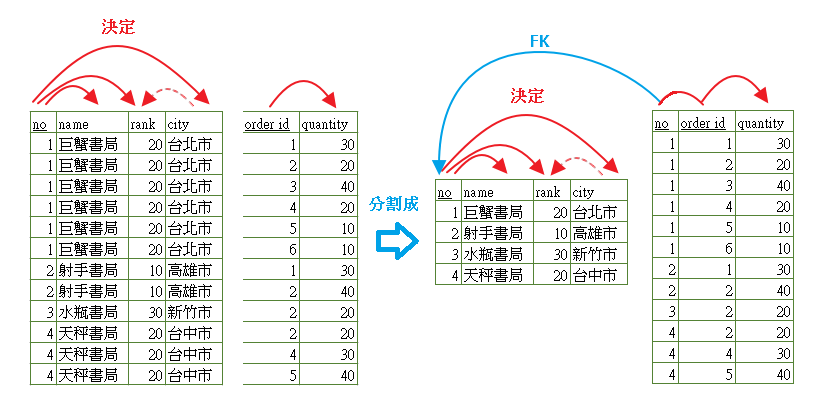 決定
no name rank city
1 巨蟹書局 20 台北市
1 巨蟹書局 20 台北市
1 巨蟹書局 20 台北市
1 巨蟹書局 20 台北市
1 巨蟹書局 20 台北市
1 巨蟹書局 20 台北市
2 射手書局 10 高雄市
2 射手書局 10 高雄市
3 水瓶書局 30 新竹市
4 天秤書局 20 台中市
4 天秤書局 20 台中市
4 天秤書局 20 台中市
order id quantity
1 30
2 20
3 40
4 20
5 10
6 10
1 30
2 40
2 20
2 20
4 30
5 40
分割成
FK
決定
no name rank city
1 巨蟹書局 20 台北市
2 射手書局 10 高雄市
3 水瓶書局 30 新竹市
4 天秤書局 20 台中市
no order id quantity
1 1 30
1 2 20
1 3 40
1 4 20
1 5 10
1 6 10
2 1 30
2 2 40
3 2 20
4 2 20
4 4 30
4 5 40